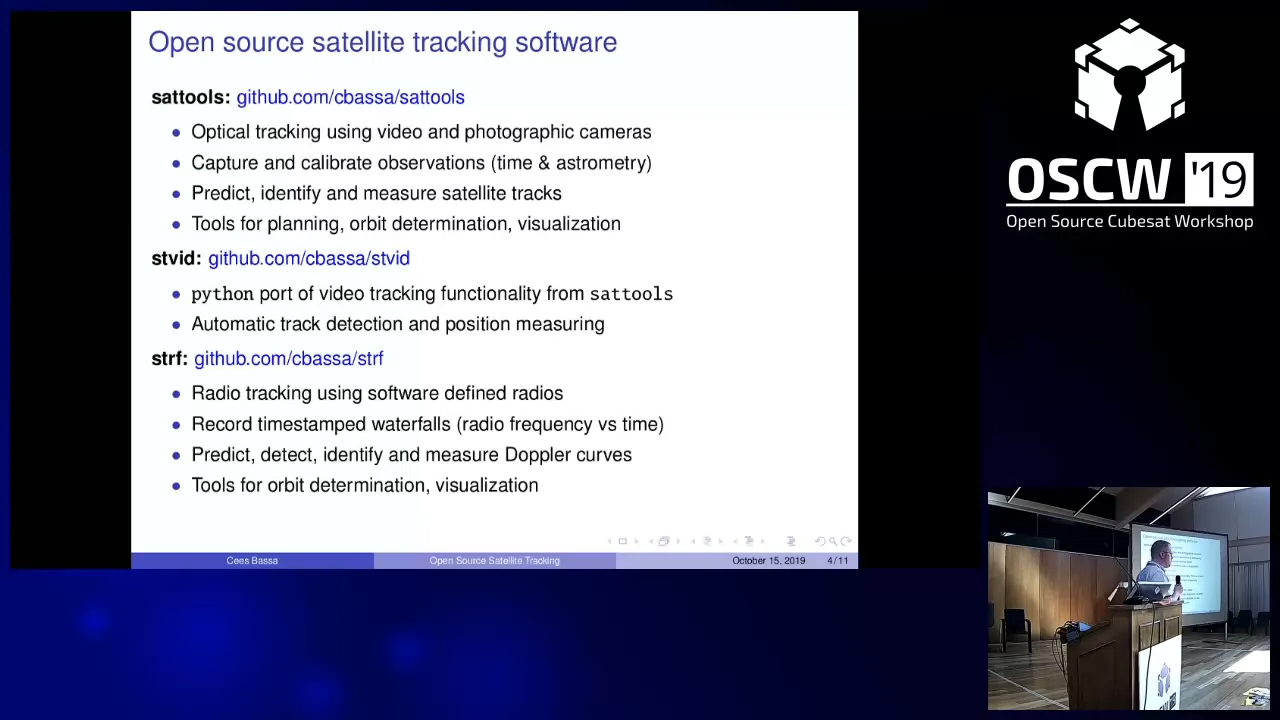 Open source satellite tracking software
sattools: github.com/cbassa/sattools
• Optical tracking using video and photographic cameras
• Capture and calibrate observations (time & astrometry)
• Predict, identify and measure satellite tracks
• Tools for planning, orbit determination, visualization
stvid: github.com/cbassa/stvid
• python port of video tracking functionality from sattools
• Automatic track detection and position measuring
strf: github.com/cbassa/strf
• Radio tracking using software defined radios
• Record timestamped waterfalls (radio frequency vs time)
• Predict, detect, identify and measure Doppler curves
• Tools for orbit determination, visualization
Cees Bassa Open Source Satellite Tracking October 15, 2019 4/11
OSCW '19
Open Source Cubesat Workshop